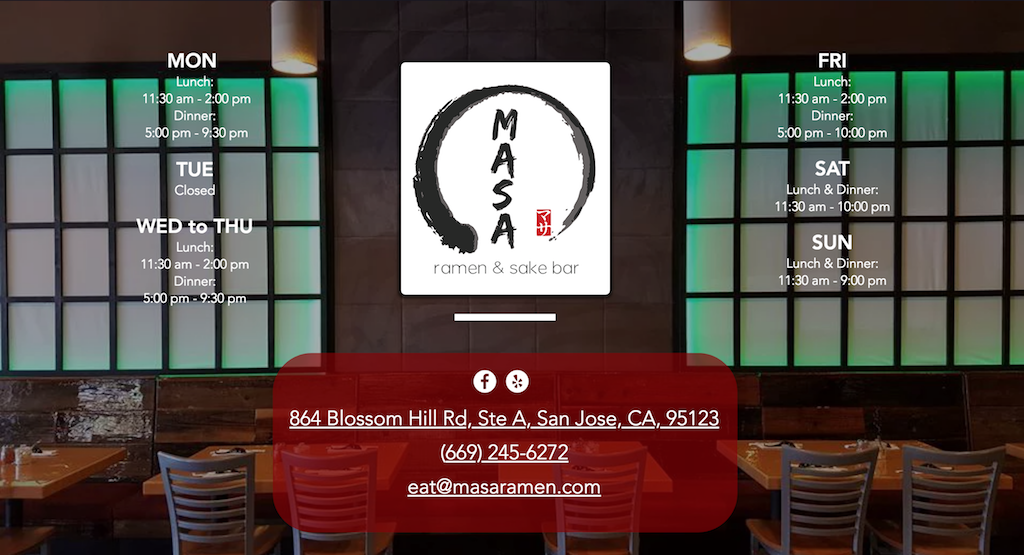 MON
Lunch:
11:30 am - 2:00 pm
Dinner:
5:00 pm - 9:30 pm
TUE
Closed
WED to THU
Lunch:
11:30 am - 2:00 pm
Dinner:
5:00 pm - 9:30 pm
MASA
マサ
ramen & sake bar
FRI
Lunch:
11:30 am - 2:00 pm
Dinner:
5:00 pm - 10:00 pm
SAT
Lunch & Dinner:
11:30 am - 10:00 pm
SUN
Lunch & Dinner:
11:30 am - 9:00 pm
864 Blossom Hill Rd, Ste A, San Jose, CA, 95123
(669) 245-6272
eat@masaramen.com